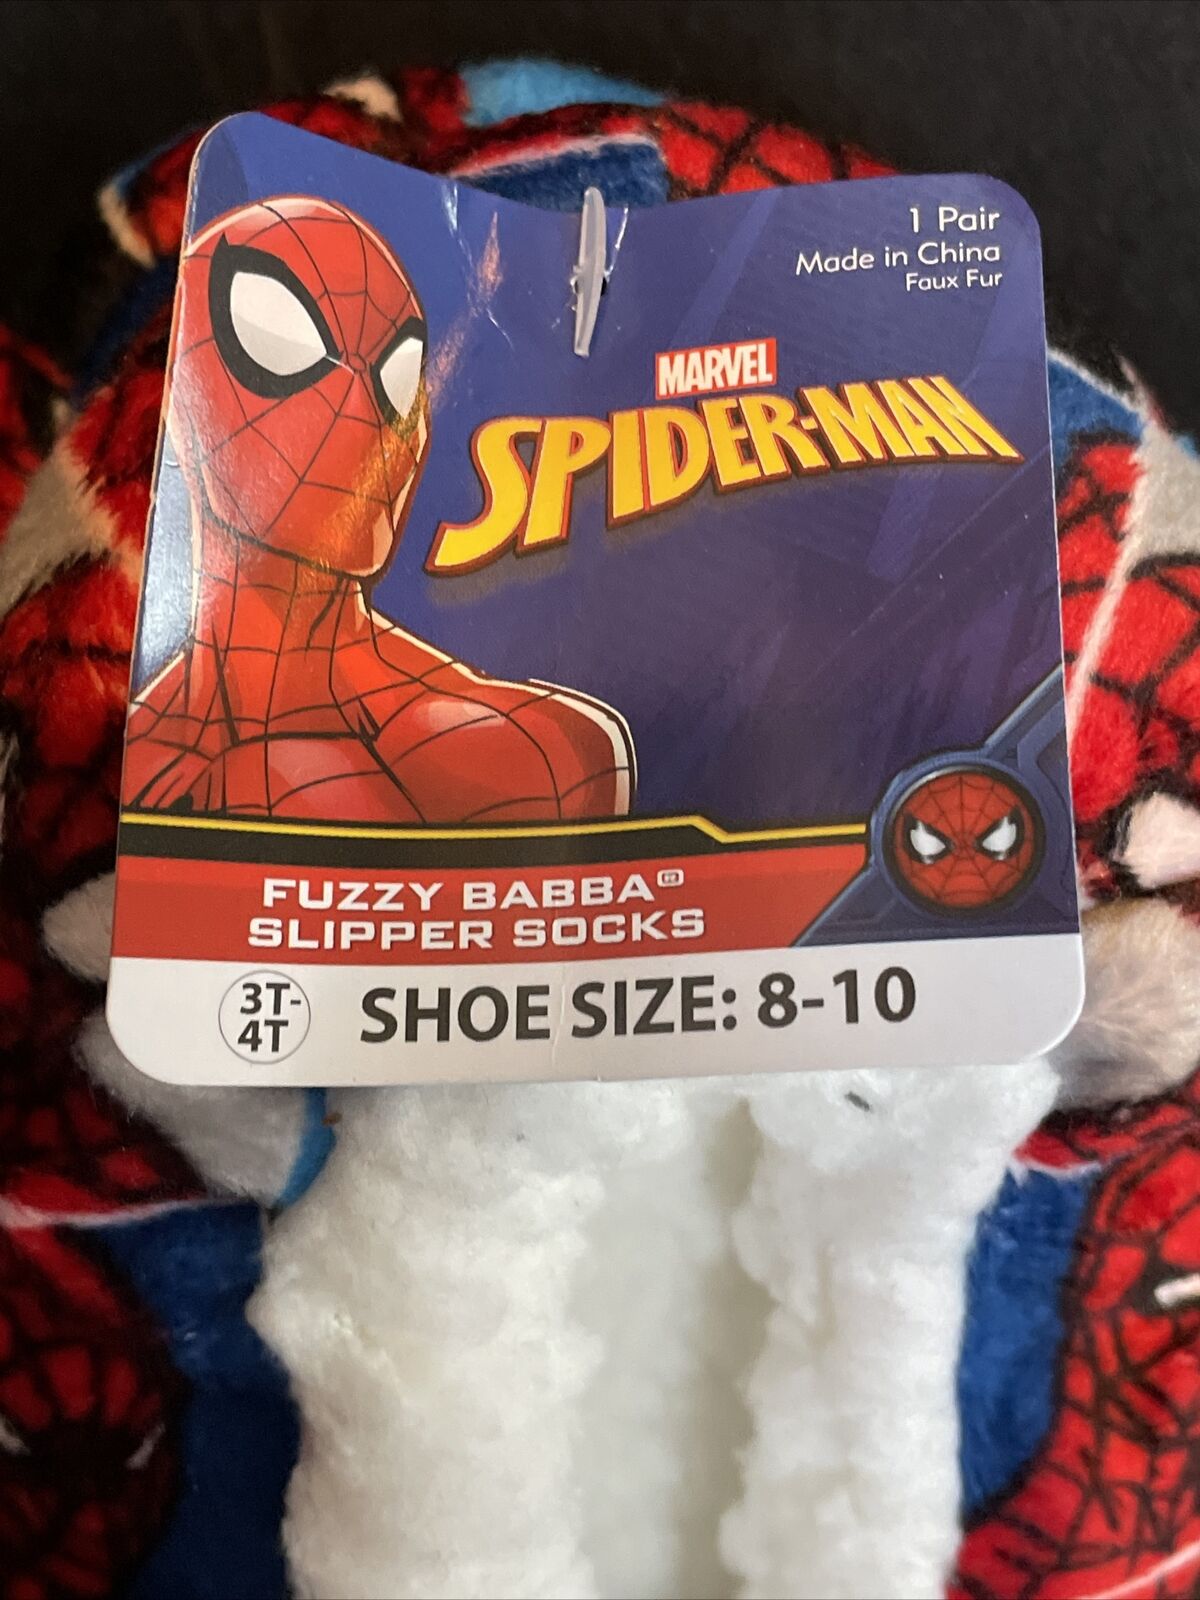 1 Pair
Made in China
Faux Fur
MARVEL
SPIDER-MAN
FUZZY BABBA®
SLIPPER SOCKS
3T-
4T
SHOE SIZE: 8-10